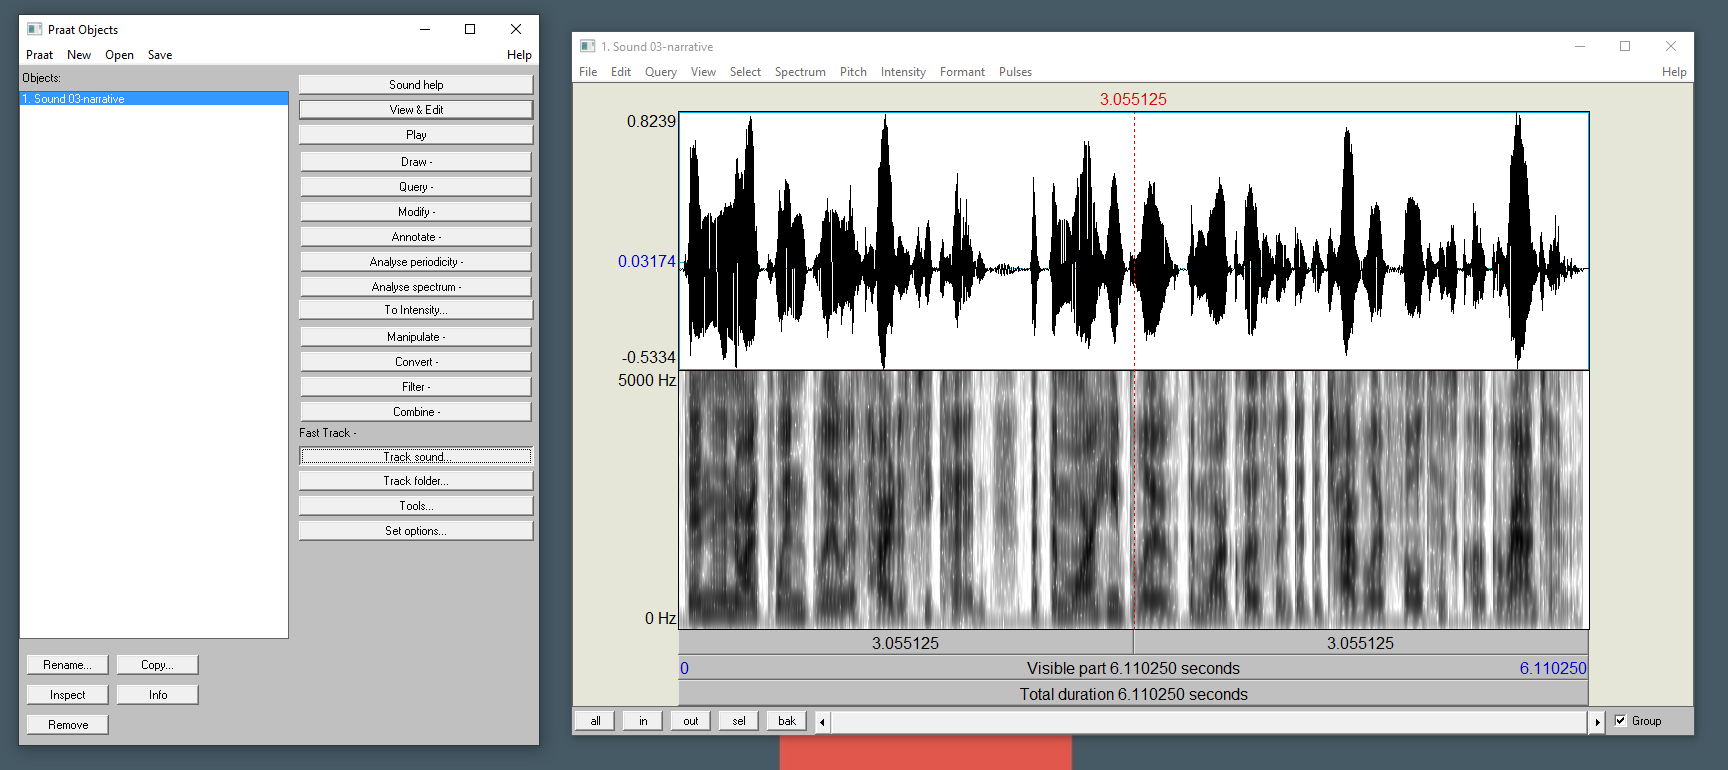 Praat Objects
Praat New Open Save Help
Objects:
1. Sound 03-narrative
Sound help
View & Edit
Play
Draw -
Query -
Modify -
Annotate -
Analyse periodicity -
Analyse spectrum -
To Intensity...
Manipulate -
Convert -
Filter -
Combine -
Fast Track -
Track sound...
Track folder...
Tools...
Set options...
Rename... Copy...
Inspect Info
Remove
1. Sound 03-narrative
File Edit Query View Select Spectrum Pitch Intensity Formant Pulses Help
3.055125
0.8239
0.03174
-0.5334
5000 Hz
0 Hz
3.055125 3.055125
0 Visible part 6.110250 seconds 6.110250
Total duration 6.110250 seconds
all in out sel bak Group